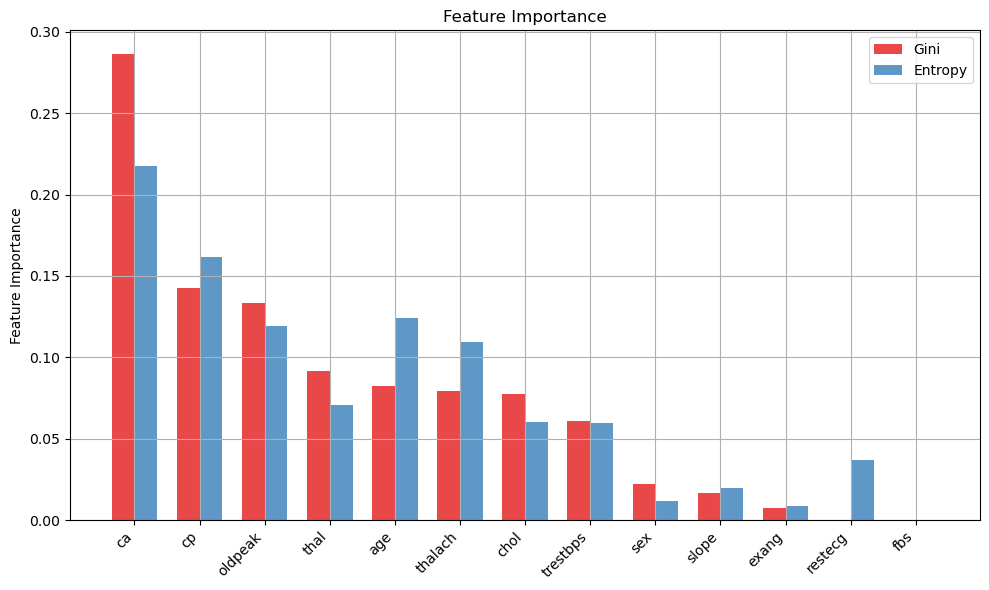 Feature Importance
Gini
Entropy
Feature Importance
0.30
0.25
0.20
0.15
0.10
0.05
0.00
ca
cp
oldpeak
thal
age
thalach
chol
trestbps
sex
slope
exang
restecg
fbs